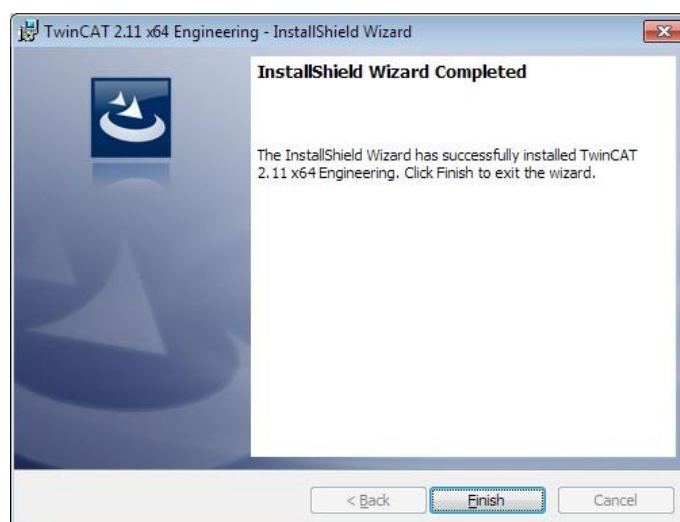 TwinCAT 2.11 x64 Engineering - InstallShield Wizard
InstallShield Wizard Completed
The InstallShield Wizard has successfully installed TwinCAT
2.11 x64 Engineering. Click Finish to exit the wizard.
< Back
Finish
Cancel